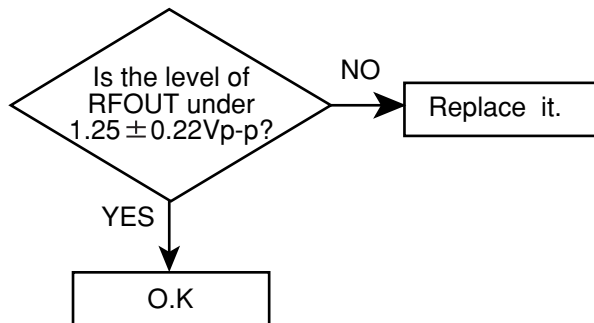 Is the level of
RFOUT under
1.25±0.22Vp-p?
NO
Replace it.
YES
O.K